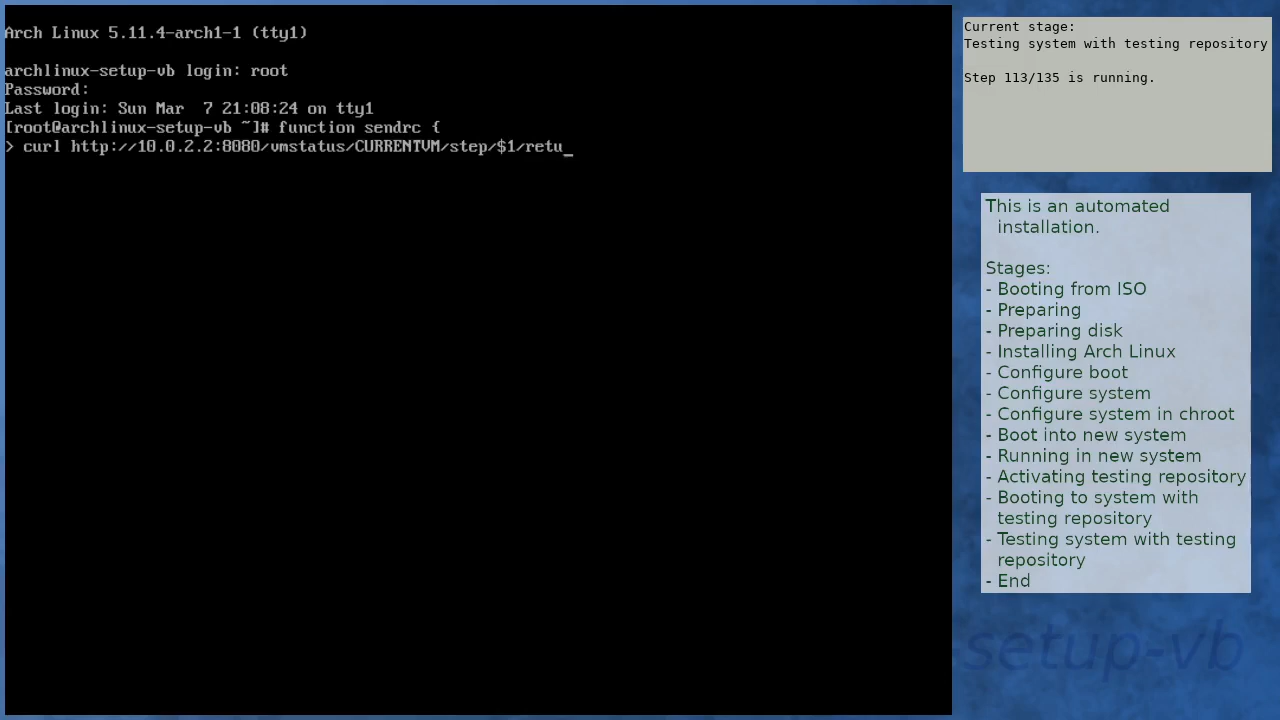 Arch Linux 5.11.4-arch1-1 (tty1)
archlinux-setup-vb login: root
Password:
Last login: Sun Mar  7 21:08:24 on tty1
[root@archlinux-setup-vb ~]# function sendrc {
> curl http://10.0.2.2:8080/vmstatus/CURRENTVM/step/$1/retu_
Current stage:
Testing system with testing repository
Step 113/135 is running.
This is an automated
installation.
Stages:
- Booting from ISO
- Preparing
- Preparing disk
- Installing Arch Linux
- Configure boot
- Configure system
- Configure system in chroot
- Boot into new system
- Running in new system
- Activating testing repository
- Booting to system with
testing repository
- Testing system with testing
repository
- End
setup-vb